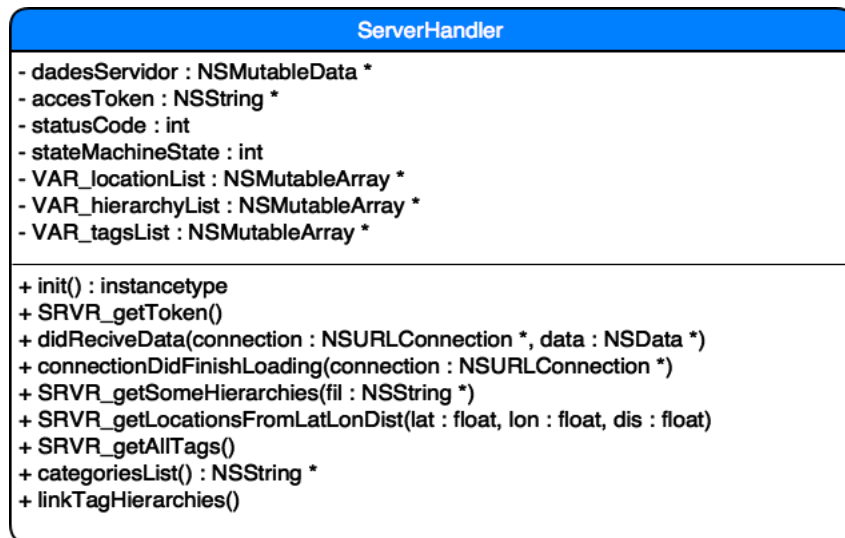 ServerHandler
- dadesServidor : NSMutableData *
- accesToken : NSString *
- statusCode : int
- stateMachineState : int
- VAR_locationList : NSMutableArray *
- VAR_hierarchyList : NSMutableArray *
- VAR_tagsList : NSMutableArray *
+ init() : instancetype
+ SRVR_getToken()
+ didReciveData(connection : NSURLConnection *, data : NSData *)
+ connectionDidFinishLoading(connection : NSURLConnection *)
+ SRVR_getSomeHierarchies(fil : NSString *)
+ SRVR_getLocationsFromLatLonDist(lat : float, lon : float, dis : float)
+ SRVR_getAllTags()
+ categoriesList() : NSString *
+ linkTagHierarchies()